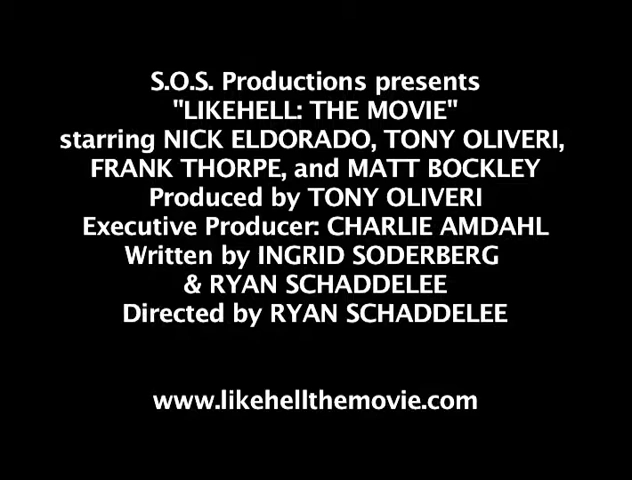 S.O.S. Productions presents
"LIKEHELL: THE MOVIE"
starring NICK ELDORADO, TONY OLIVERI,
FRANK THORPE, and MATT BOCKLEY
Produced by TONY OLIVERI
Executive Producer: CHARLIE AMDAHL
Written by INGRID SODERBERG
& RYAN SCHADDELEE
Directed by RYAN SCHADDELEE
www.likehellthemovie.com